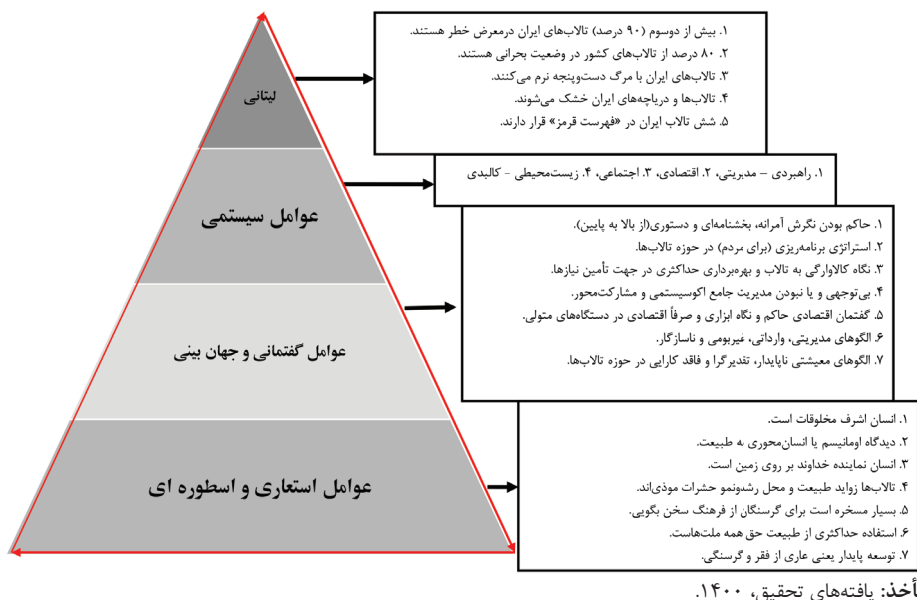 لیتانی
۱. بیش از دوسوم (۹۰ درصد) تالاب‌های ایران درمعرض خطر هستند.
۲. ۸۰ درصد از تالاب‌های کشور در وضعیت بحرانی هستند.
۳. تالاب‌های ایران با مرگ دست‌وپنجه نرم می‌کنند.
۴. تالاب‌ها و دریاچه‌های ایران خشک می‌شوند.
۵. شش تالاب ایران در «فهرست قرمز» قرار دارند.
عوامل سیستمی
۱. راهبردی – مدیریتی، ۲. اقتصادی، ۳. اجتماعی، ۴. زیست‌محیطی - کالبدی
عوامل گفتمانی و جهان بینی
۱. حاکم بودن نگرش آمرانه، بخشنامه‌ای و دستوری(از بالا به پایین).
۲. استراتژی برنامه‌ریزی (برای مردم) در حوزه تالاب‌ها.
۳. نگاه کالاوارگی به تالاب و بهره‌برداری حداکثری در جهت تأمین نیازها.
۴. بی‌توجهی و یا نبودن مدیریت جامع اکوسیستمی و مشارکت‌محور.
۵. گفتمان اقتصادی حاکم و نگاه ابزاری و صرفاً اقتصادی در دستگاه‌های متولی.
۶. الگوهای مدیریتی، وارداتی، غیربومی و ناسازگار.
۷. الگوهای معیشتی ناپایدار، تقدیرگرا و فاقد کارایی در حوزه تالاب‌ها.
عوامل استعاری و اسطوره ای
۱. انسان اشرف مخلوقات است.
۲. دیدگاه اومانیسم یا انسان‌محوری به طبیعت.
۳. انسان نماینده خداوند بر روی زمین است.
۴. تالاب‌ها زواید طبیعت و محل رشدونمو حشرات موذی‌اند.
۵. بسیار مسخره است برای گرسنگان از فرهنگ سخن بگویی.
۶. استفاده حداکثری از طبیعت حق همه ملت‌هاست.
۷. توسعه پایدار یعنی عاری از فقر و گرسنگی.
مأخذ: یافته‌های تحقیق، ۱۴۰۰.